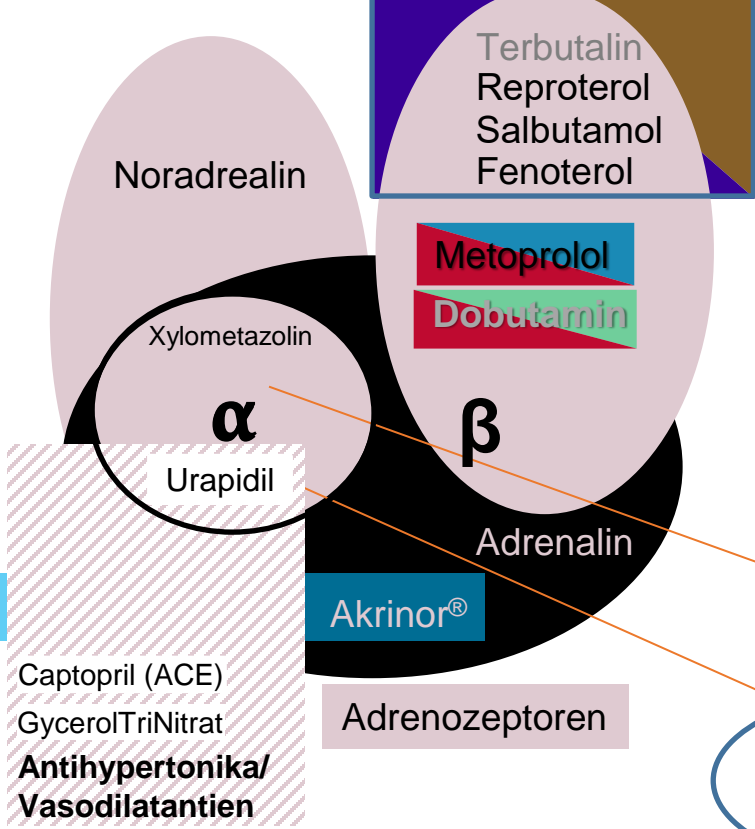 Terbutalin
Reproterol
Salbutamol
Fenoterol
Noradrealin
Metoprolol
Dobutamin
Xylometazolin
α
β
Urapidil
Adrenalin
Akrinor®
Captopril (ACE)
GycerolTriNitrat
Adrenozeptoren
Antihypertonika/
Vasodilatantien